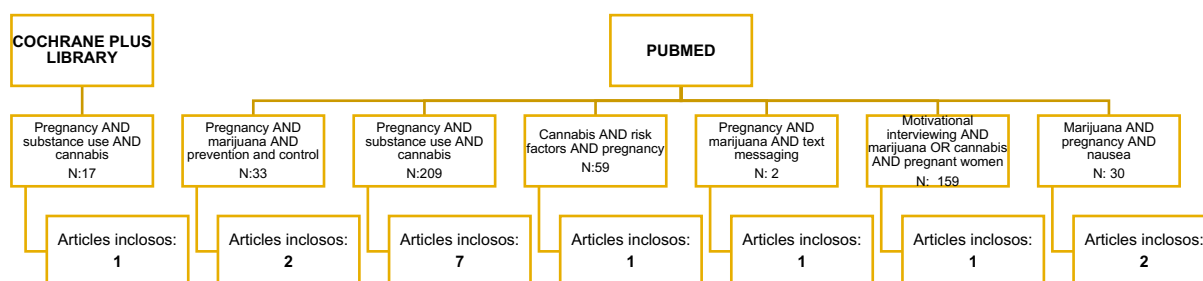 COCHRANE PLUS
LIBRARY
PUBMED
Pregnancy AND
substance use AND
cannabis
N:17
Pregnancy AND
marijuana AND
prevention and control
N:33
Pregnancy AND
substance use AND
cannabis
N:209
Cannabis AND risk
factors AND pregnancy
N:59
Pregnancy AND
marijuana AND text
messaging
N: 2
Motivational
interviewing AND
marijuana OR cannabis
AND pregnant women
N: 159
Marijuana AND
pregnancy AND
nausea
N: 30
Articles inclosos:
1
Articles inclosos:
2
Articles inclosos:
7
Articles inclosos:
1
Articles inclosos:
1
Articles inclosos:
1
Articles inclosos:
2